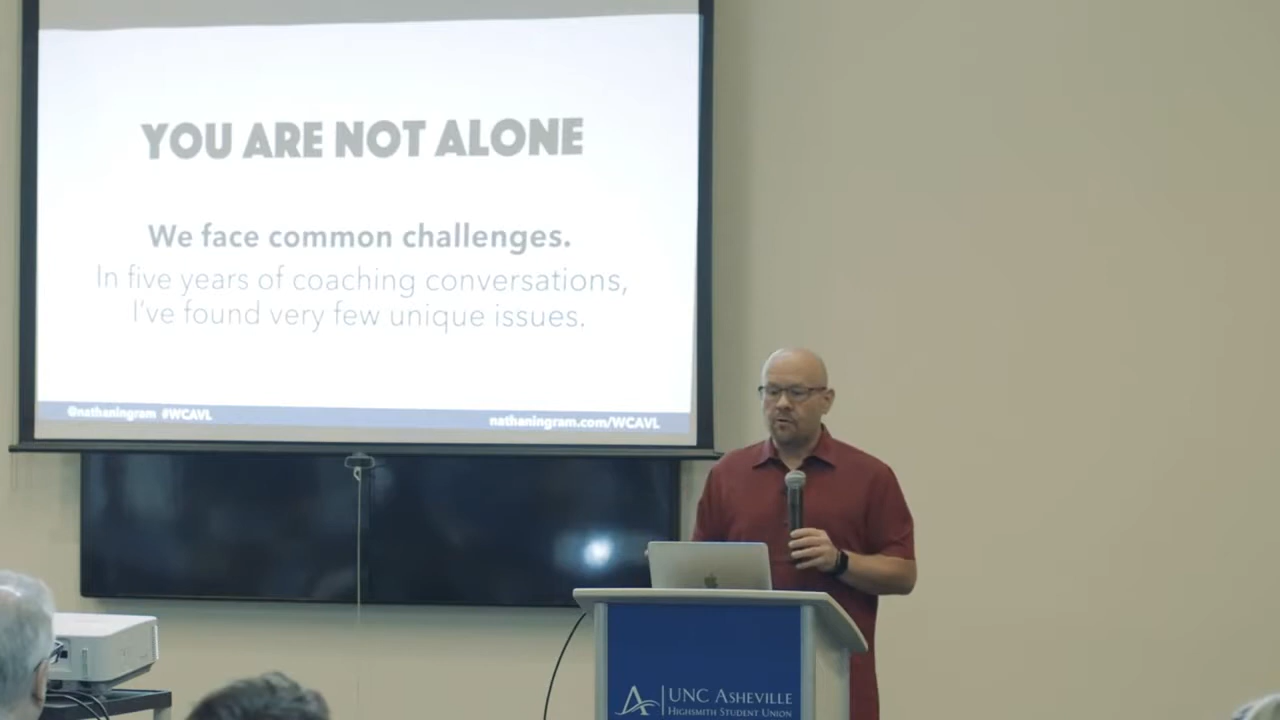 YOU ARE NOT ALONE
We face common challenges.
In five years of coaching conversations,
I've found very few unique issues.
@nathaningram #WCAVL
nathaningram.com/WCAVL
UNC ASHEVILLE
HIGHSMITH STUDENT UNION